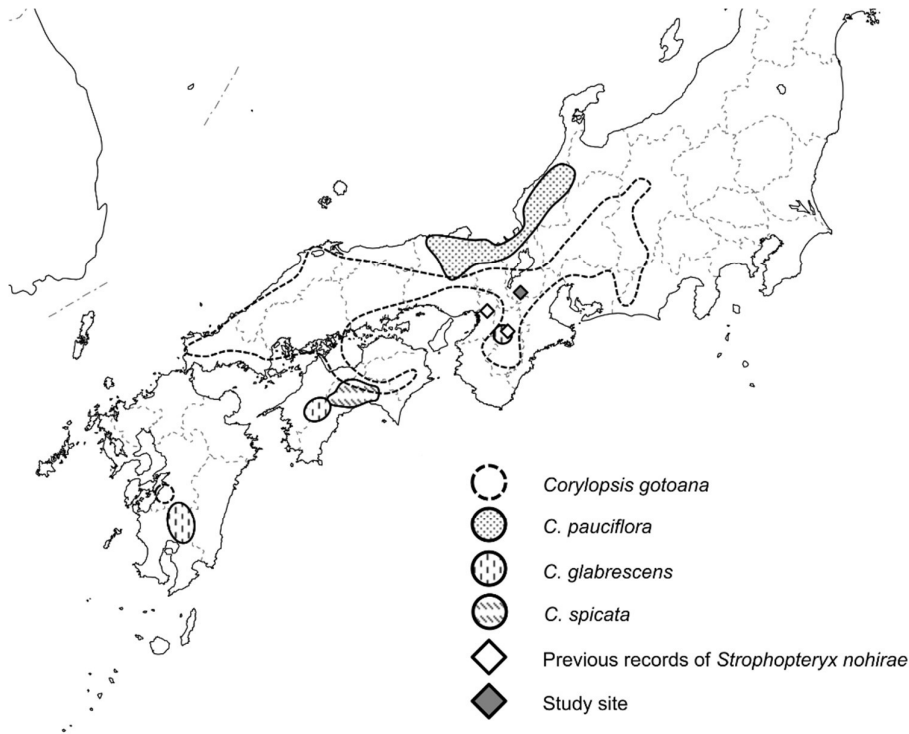 Corylopsis gotoana
C. pauciflora
C. glabrescens
C. spicata
Previous records of Strophopteryx nohirae
Study site